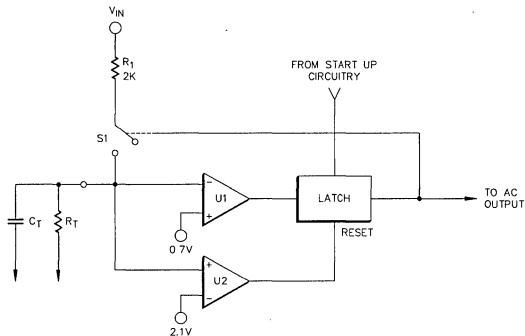 VIN
R1
2K
FROM START UP
CIRCUITRY
S1
U1
LATCH
TO AC
OUTPUT
CT
RT
RESET
0 7V
U2
2.1V